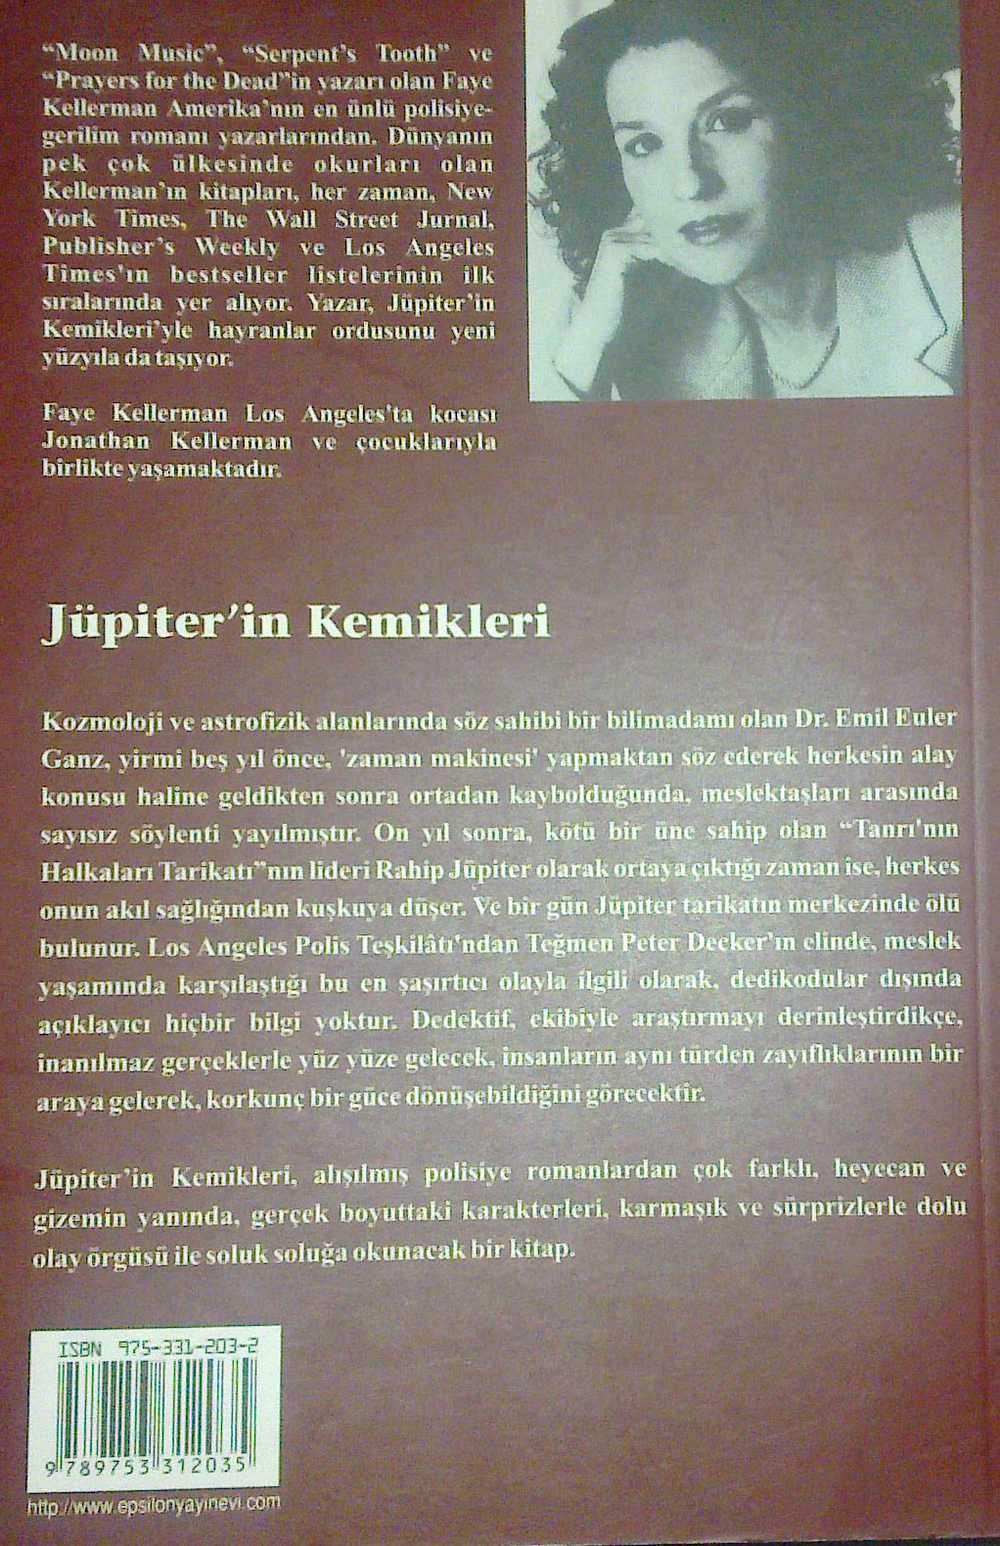 “Moon Music”, “Serpent’s Tooth” ve
“Prayers for the Dead”in yazarı olan Faye
Kellerman Amerika’nın en ünlü polisiye-
gerilim romanı yazarlarından. Dünyanın
pek çok ülkesinde okurları olan
Kellerman’ın kitapları, her zaman, New
York Times, The Wall Street Jurnal,
Publisher’s Weekly ve Los Angeles
Times'ın bestseller listelerinin ilk
sıralarında yer alıyor. Yazar, Jüpiter’in
Kemikleri’yle hayranlar ordusunu yeni
yüzyıla da taşıyor.
Faye Kellerman Los Angeles'ta kocası
Jonathan Kellerman ve çocuklarıyla
birlikte yaşamaktadır.
Jüpiter’in Kemikleri
Kozmoloji ve astrofizik alanlarında söz sahibi bir bilimadamı olan Dr. Emil Euler
Ganz, yirmi beş yıl önce, 'zaman makinesi' yapmaktan söz ederek herkesin alay
konusu haline geldikten sonra ortadan kaybolduğunda, meslektaşları arasında
sayısız söylenti yayılmıştır. On yıl sonra, kötü bir üne sahip olan “Tanrı'nın
Halkaları Tarikatı”nın lideri Rahip Jüpiter olarak ortaya çıktığı zaman ise, herkes
onun akıl sağlığından kuşkuya düşer. Ve bir gün Jüpiter tarikatın merkezinde ölü
bulunur. Los Angeles Polis Teşkilâtı'ndan Teğmen Peter Decker'ın elinde, meslek
yaşamında karşılaştığı bu en şaşırtıcı olayla ilgili olarak, dedikodular dışında
açıklayıcı hiçbir bilgi yoktur. Dedektif, ekibiyle araştırmayı derinleştirdikçe,
inanılmaz gerçeklerle yüz yüze gelecek, insanların aynı türden zayıflıklarının bir
araya gelerek, korkunç bir güce dönüşebildiğini görecektir.
Jüpiter’in Kemikleri, alışılmış polisiye romanlardan çok farklı, heyecan ve
gizemin yanında, gerçek boyuttaki karakterleri, karmaşık ve sürprizlerle dolu
olay örgüsü ile soluk soluğa okunacak bir kitap.
ISBN 975-331-203-2
9 789753 312035
http://www.epsilonyayinevi.com